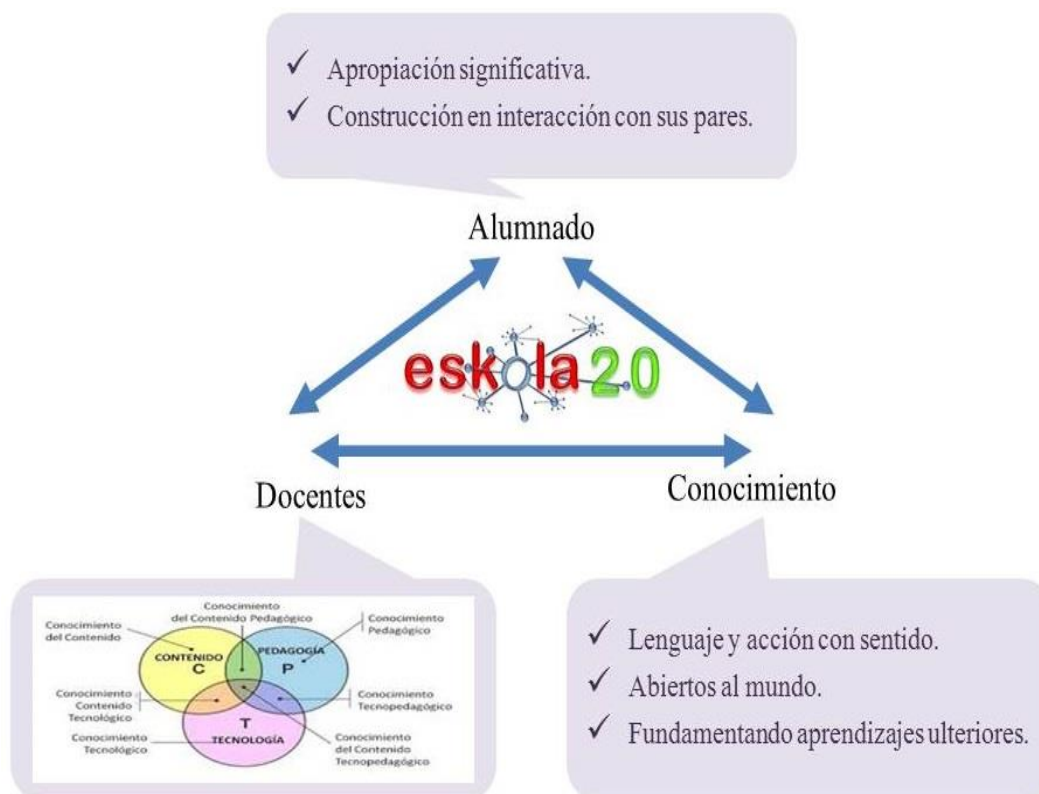 ✓ Apropiación significativa.
✓ Construcción en interacción con sus pares.
Alumnado
eskola 2.0
Docentes
Conocimiento
Conocimiento
del Contenido
Conocimiento
del Contenido Pedagógico
Conocimiento
Pedagógico
CONTENIDO
C
PEDAGOGÍA
P
Conocimiento
Contenido
Tecnológico
Conocimiento
Tecnopedagógico
T
TECNOLOGÍA
Conocimiento
Tecnológico
Conocimiento
del Contenido
Tecnopedagógico
✓ Lenguaje y acción con sentido.
✓ Abiertos al mundo.
✓ Fundamentando aprendizajes ulteriores.